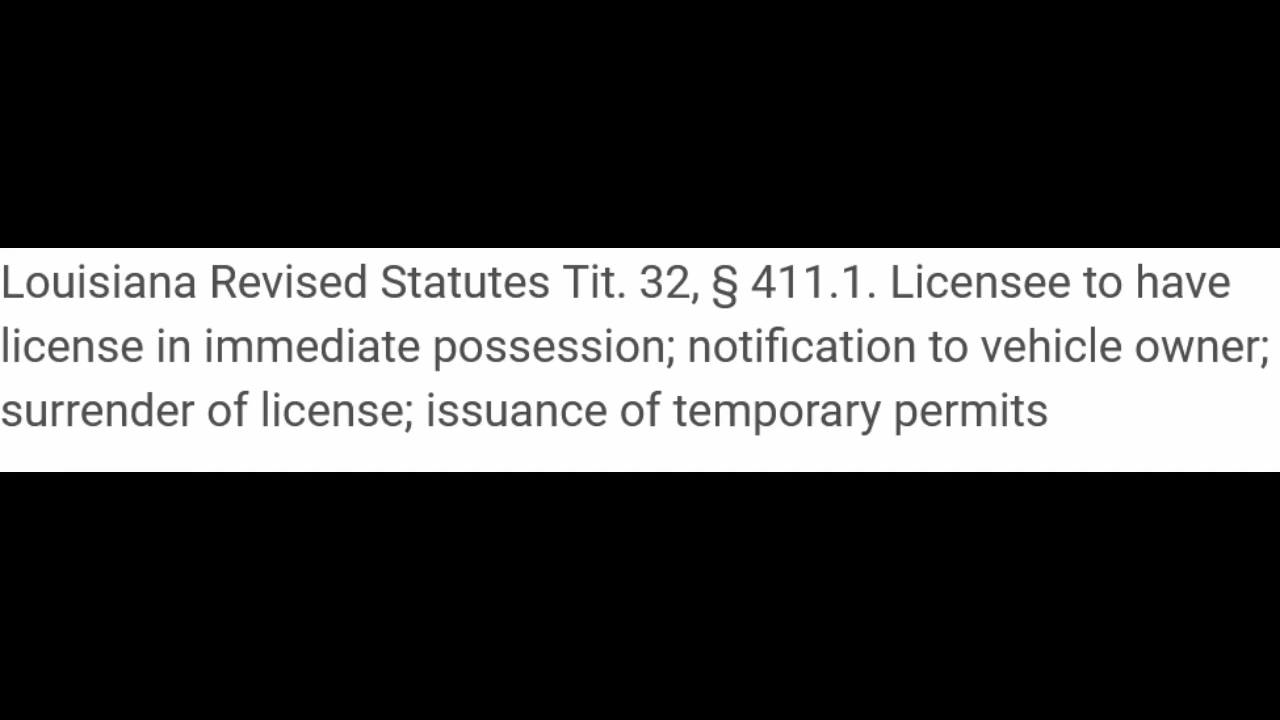 Louisiana Revised Statutes Tit. 32, § 411.1. Licensee to have
license in immediate possession; notification to vehicle owner;
surrender of license; issuance of temporary permits